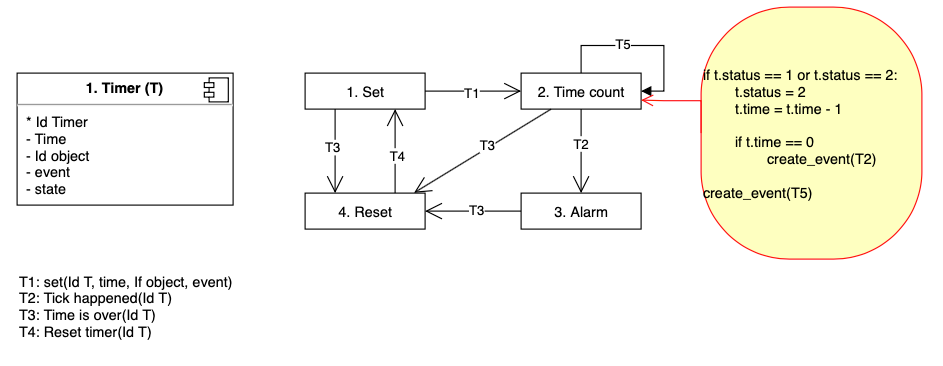 1. Timer (T)
* Id Timer
- Time
- Id object
- event
- state
1. Set
T1
2. Time count
T5
T3
T4
T3
T2
4. Reset
T3
3. Alarm
if t.status == 1 or t.status == 2:
t.status = 2
t.time = t.time - 1
if t.time == 0
create_event(T2)
create_event(T5)
T1: set(Id T, time, If object, event)
T2: Tick happened(Id T)
T3: Time is over(Id T)
T4: Reset timer(Id T)